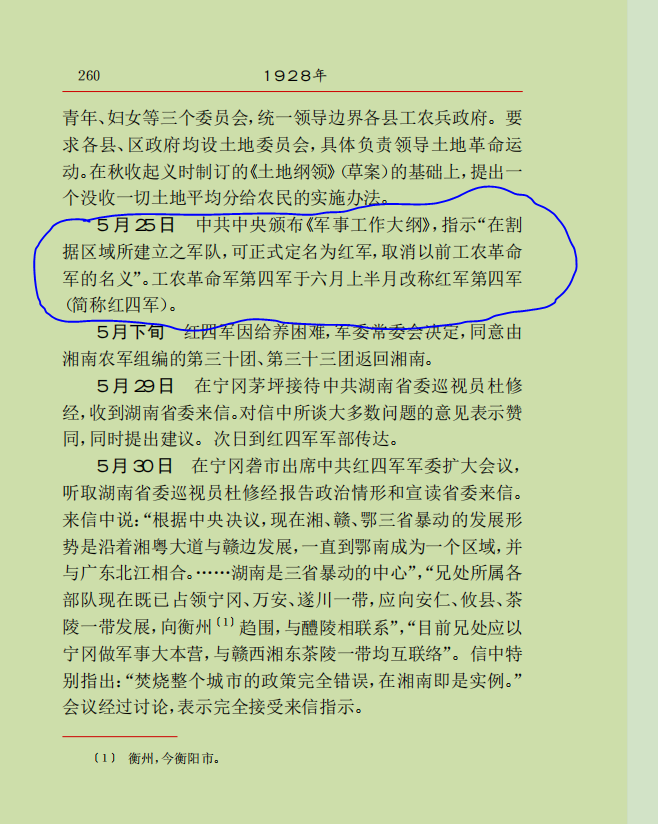 260
1928年
青年、妇女等三个委员会,统一领导边界各县工农兵政府。要
求各县、区政府均设土地委员会,具体负责领导土地革命运
动。在秋收起义时制订的《土地纲领》(草案)的基础上,提出一
个没收一切土地平均分给农民的实施办法。
5月25日 中共中央颁布《军事工作大纲》,指示“在割
据区域所建立之军队,可正式定名为红军,取消以前工农革命
军的名义”。工农革命军第四军于六月上半月改称红军第四军
(简称红四军)。
5月下旬 红四军因给养困难,军委常委会决定,同意由
湘南农军组编的第三十团、第三十三团返回湘南。
5月29日 在宁冈茅坪接待中共湖南省委巡视员杜修
经,收到湖南省委来信。对信中所谈大多数问题的意见表示赞
同,同时提出建议。次日到红四军军部传达。
5月30日 在宁冈砻市出席中共红四军军委扩大会议,
听取湖南省委巡视员杜修经报告政治情形和宣读省委来信。
来信中说:“根据中央决议,现在湘、赣、鄂三省暴动的发展形
势是沿着湘粤大道与赣边发展,一直到鄂南成为一个区域,并
与广东北江相合。……湖南是三省暴动的中心”,“兄处所属各
部队现在既已占领宁冈、万安、遂川一带,应向安仁、攸县、茶
陵一带发展,向衡州〔1〕趋围,与醴陵相联系”,“目前兄处应以
宁冈做军事大本营,与赣西湘东茶陵一带均互联络”。信中特
别指出:“焚烧整个城市的政策完全错误,在湘南即是实例。”
会议经过讨论,表示完全接受来信指示。
〔1〕 衡州,今衡阳市。